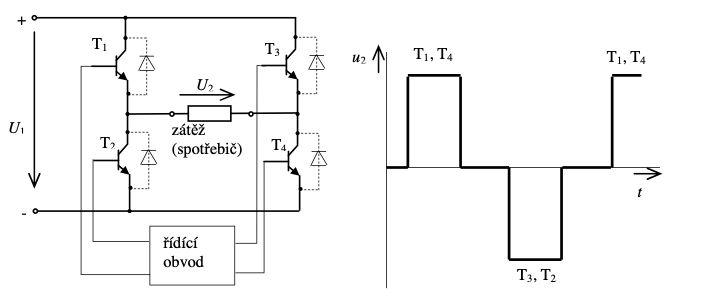 +
T₁
T₃
U₂
U₁
zátěž
(spotřebič)
T₂
T₄
-
řídící
obvod
u₂
T₁, T₄
T₁, T₄
t
T₃, T₂